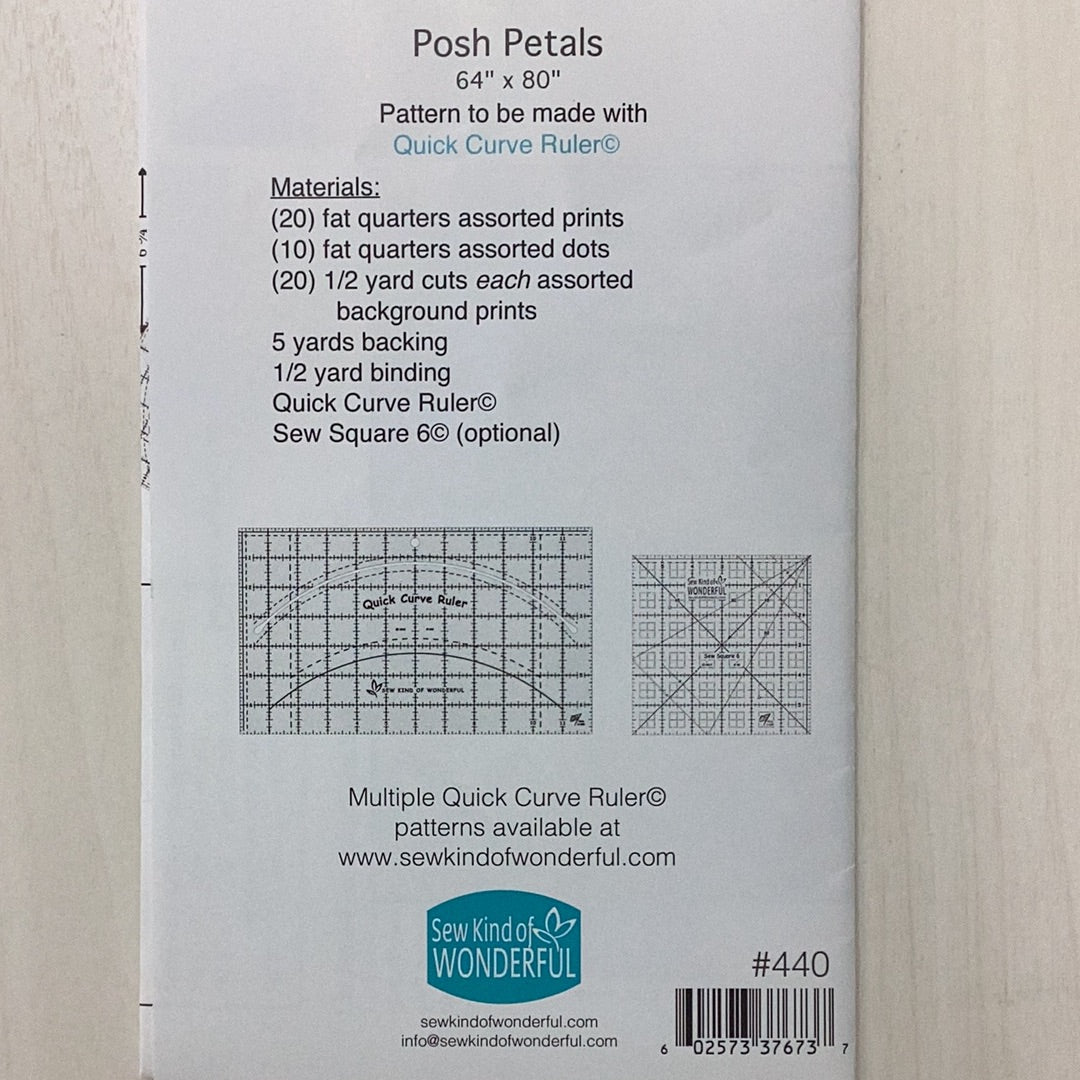 Posh Petals
64" x 80"
Pattern to be made with
Quick Curve Ruler©
Materials:
(20) fat quarters assorted prints
(10) fat quarters assorted dots
(20) 1/2 yard cuts each assorted
background prints
5 yards backing
1/2 yard binding
Quick Curve Ruler©
Sew Square 6© (optional)
Quick Curve Ruler
SEW KIND OF WONDERFUL
Sew Kind of
WONDERFUL
Sew Square 6
Multiple Quick Curve Ruler©
patterns available at
www.sewkindofwonderful.com
Sew Kind of
WONDERFUL
#440
sewkindofwonderful.com
info@sewkindofwonderful.com
6 02573 37673 7